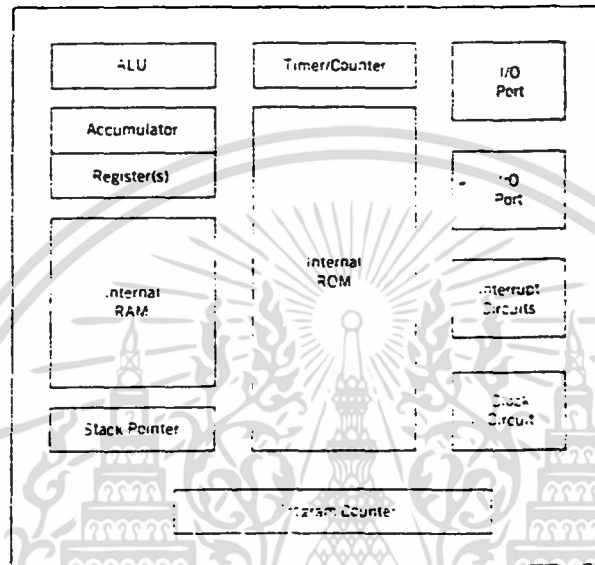 ALU
Accumulator
Register(s)
Internal
RAM
Stack Pointer
Timer/Counter
Internal
ROM
I/O
Port
I/O
Port
Interrupt
Circuits
Clock
Circuit
Program Counter